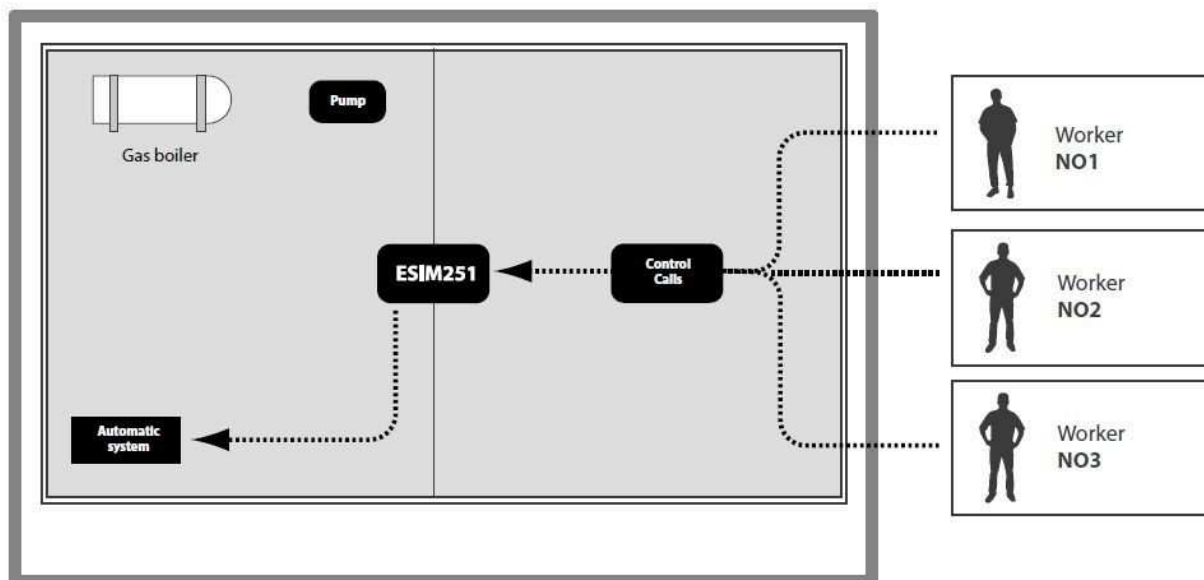 Pump
Gas boiler
ESIM251
Control
Calls
Automatic
system
Worker
NO1
Worker
NO2
Worker
NO3